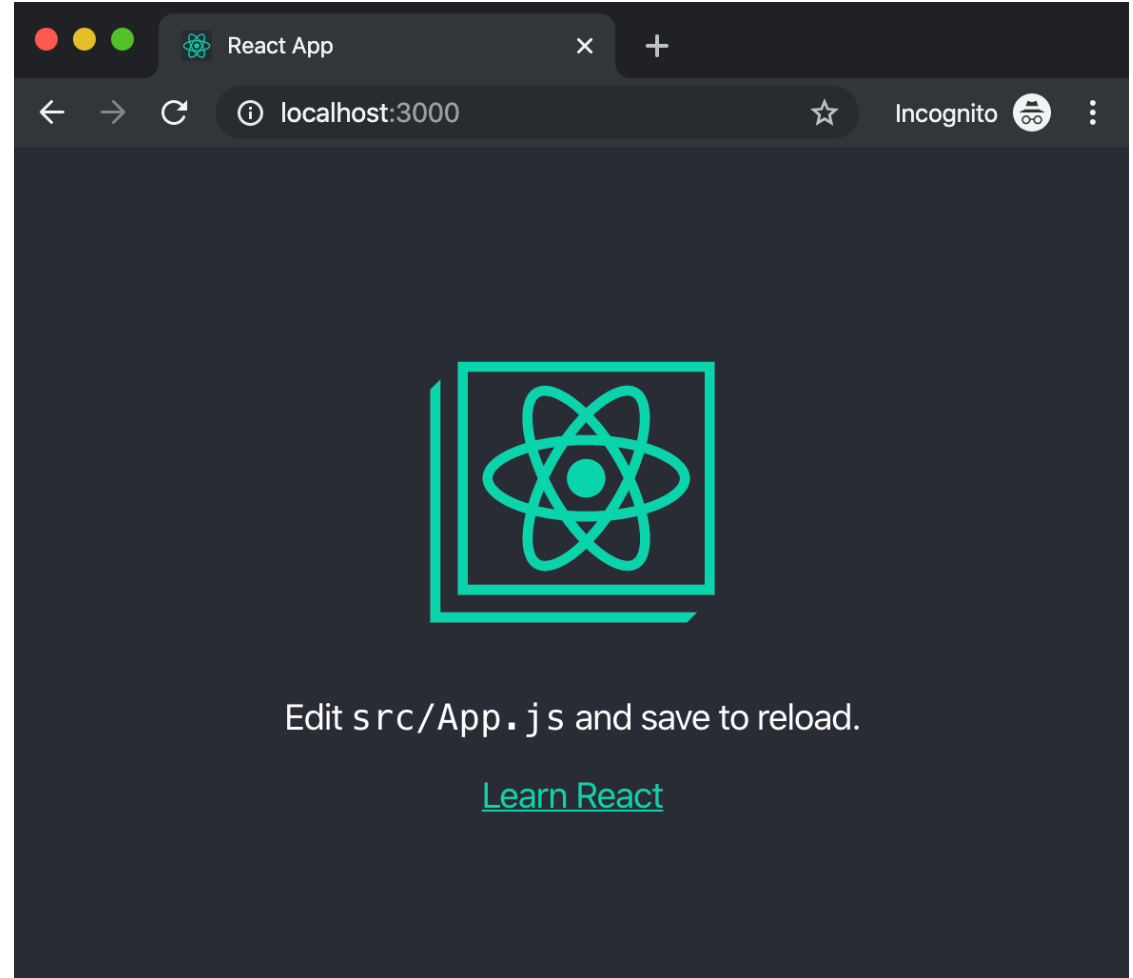 React App
localhost:3000
Incognito
Edit src/App.js and save to reload.
Learn React